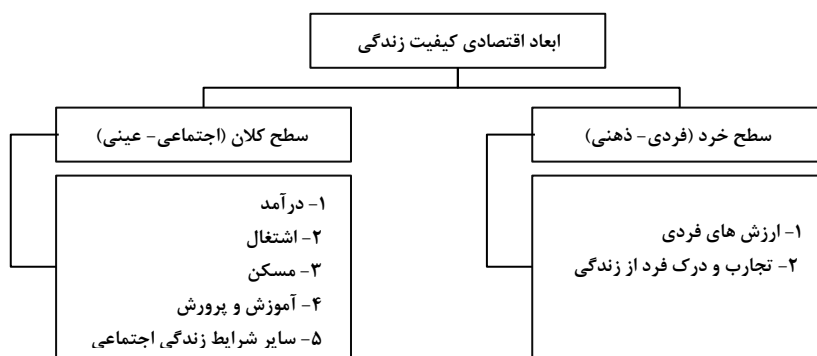 ابعاد اقتصادی کیفیت زندگی
سطح خرد (فردی- ذهنی)
۱- ارزش های فردی
۲- تجارب و درک فرد از زندگی
سطح کلان (اجتماعی- عینی)
۱- درآمد
۲- اشتغال
۳- مسکن
۴- آموزش و پرورش
۵- سایر شرایط زندگی اجتماعی